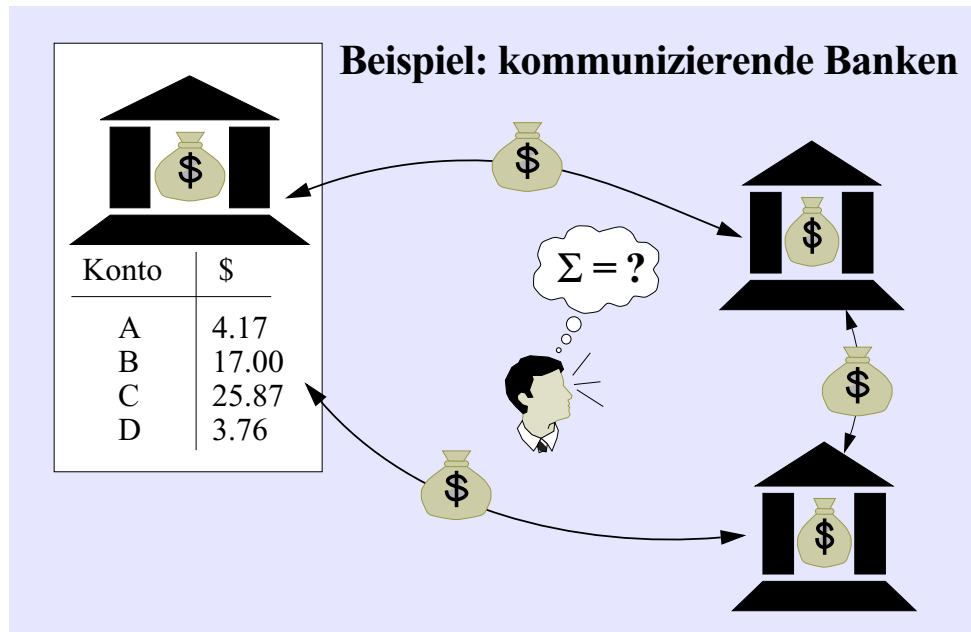 Beispiel: kommunizierende Banken
$
$
$
Σ = ?
Konto $
A 4.17
B 17.00
C 25.87
D 3.76
$
$
$